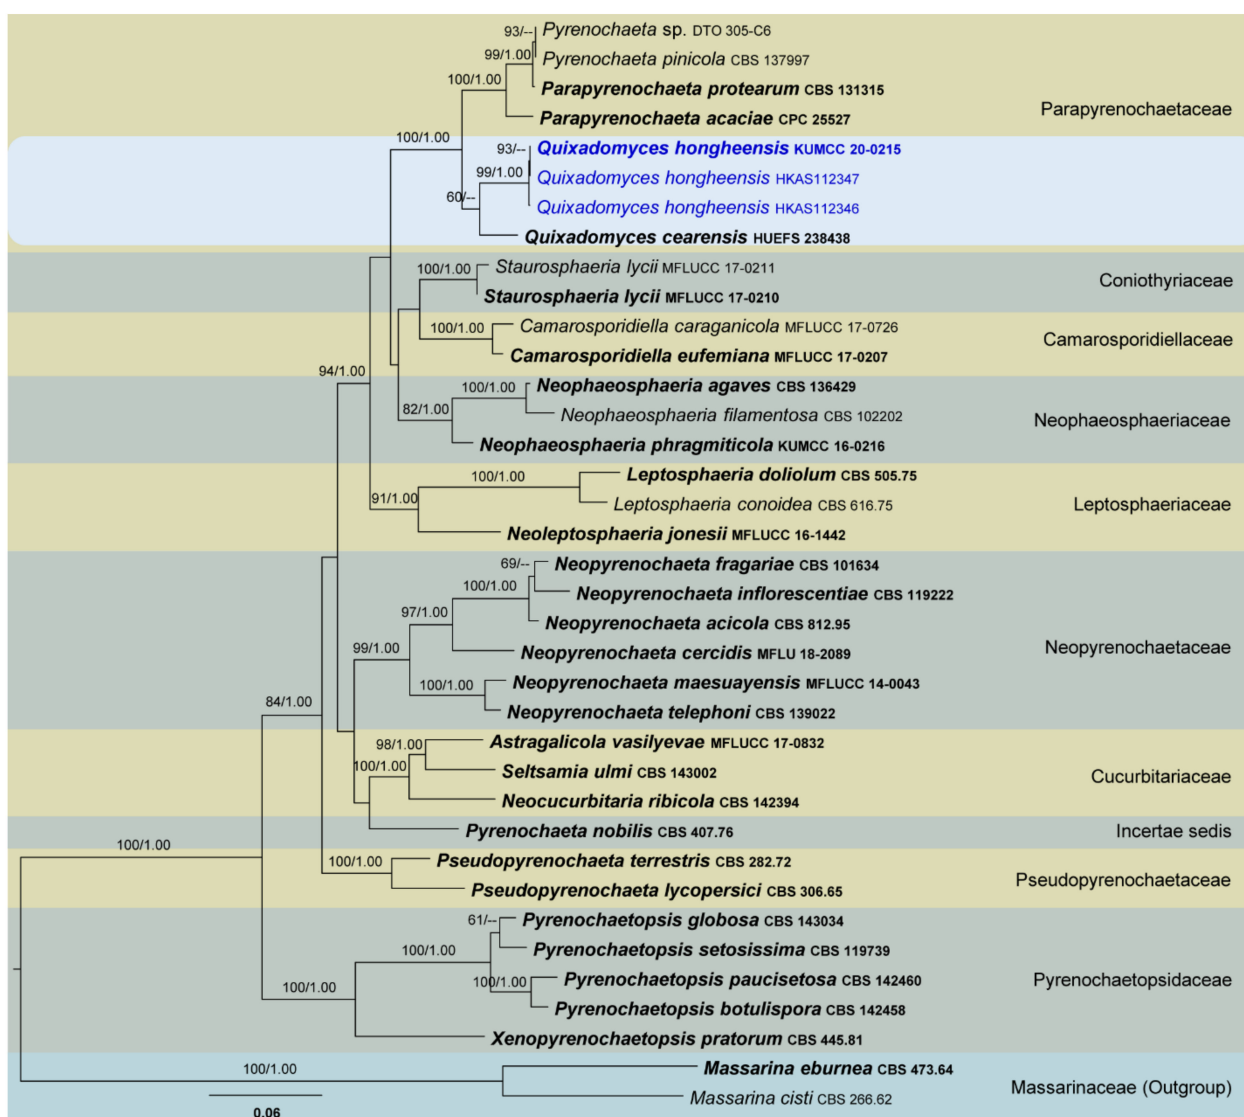 93/--
Pyrenochaeta sp. DTO 305-C6
99/1.00
Pyrenochaeta pinicola CBS 137997
100/1.00
Parapyrenochaeta protearum CBS 131315
Parapyrenochaetaceae
Parapyrenochaeta acaciae CPC 25527
100/1.00
93/--
Quixadomyces hongheensis KUMCC 20-0215
99/1.00
Quixadomyces hongheensis HKAS112347
60/--
Quixadomyces hongheensis HKAS112346
Quixadomyces cearensis HUEFS 238438
100/1.00
Staurosphaeria lycii MFLUCC 17-0211
Coniothyriaceae
Staurosphaeria lycii MFLUCC 17-0210
100/1.00
Camarosporidiella caraganicola MFLUCC 17-0726
Camarosporidiellaceae
Camarosporidiella eufemiana MFLUCC 17-0207
94/1.00
100/1.00
Neophaeosphaeria agaves CBS 136429
82/1.00
Neophaeosphaeria filamentosa CBS 102202
Neophaeosphaeriaceae
Neophaeosphaeria phragmiticola KUMCC 16-0216
100/1.00
Leptosphaeria doliolum CBS 505.75
91/1.00
Leptosphaeria conoidea CBS 616.75
Leptosphaeriaceae
Neoleptosphaeria jonesii MFLUCC 16-1442
69/--
Neopyrenochaeta fragariae CBS 101634
100/1.00
Neopyrenochaeta inflorescentiae CBS 119222
97/1.00
Neopyrenochaeta acicola CBS 812.95
99/1.00
Neopyrenochaeta cercidis MFLU 18-2089
Neopyrenochaetaceae
100/1.00
Neopyrenochaeta maesuayensis MFLUCC 14-0043
84/1.00
Neopyrenochaeta telephoni CBS 139022
98/1.00
Astragalicola vasilyevae MFLUCC 17-0832
100/1.00
Seltsamia ulmi CBS 143002
Cucurbitariaceae
Neocucurbitaria ribicola CBS 142394
Pyrenochaeta nobilis CBS 407.76
Incertae sedis
100/1.00
100/1.00
Pseudopyrenochaeta terrestris CBS 282.72
Pseudopyrenochaetaceae
Pseudopyrenochaeta lycopersici CBS 306.65
61/--
Pyrenochaetopsis globosa CBS 143034
100/1.00
Pyrenochaetopsis setosissima CBS 119739
100/1.00
Pyrenochaetopsis paucisetosa CBS 142460
Pyrenochaetopsidaceae
100/1.00
Pyrenochaetopsis botulispora CBS 142458
Xenopyrenochaetopsis pratorum CBS 445.81
100/1.00
Massarina eburnea CBS 473.64
Massarinaceae (Outgroup)
Massarina cisti CBS 266.62
0.06